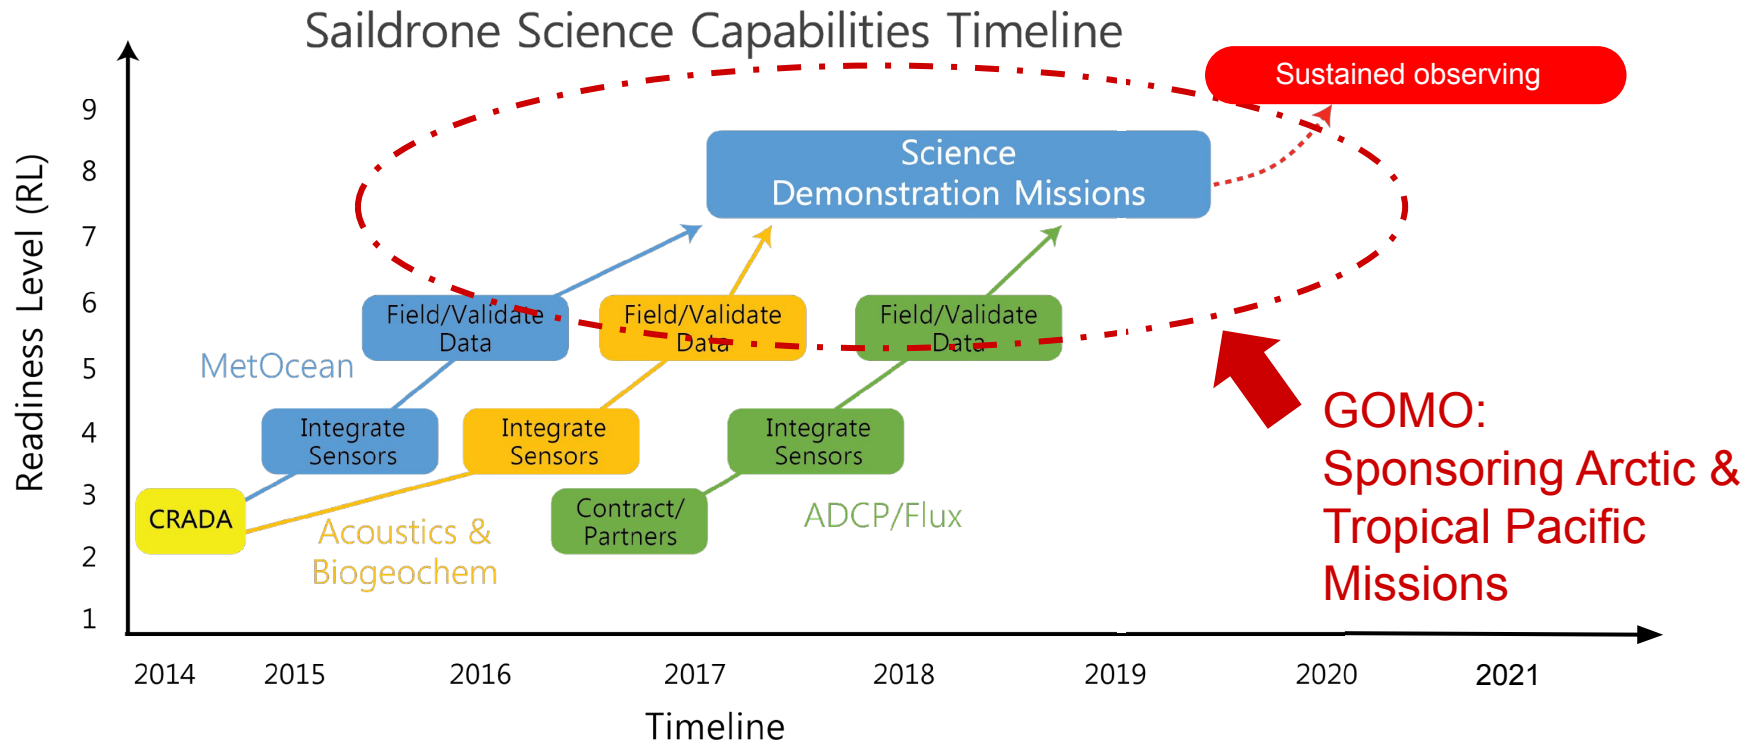 Saildrone Science Capabilities Timeline
Sustained observing
9
8
7
6
5
4
3
2
1
Readiness Level (RL)
Science
Demonstration Missions
Field/Validate
Data
Field/Validate
Data
Field/Validate
Data
MetOcean
Integrate
Sensors
Integrate
Sensors
Integrate
Sensors
CRADA
Acoustics &
Biogeochem
Contract/
Partners
ADCP/Flux
GOMO:
Sponsoring Arctic &
Tropical Pacific
Missions
2014 2015 2016 2017 2018 2019 2020 2021
Timeline